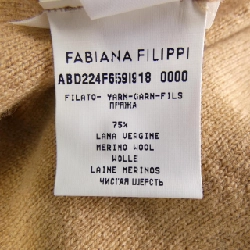 FABIANA FILIPPI
ABD224F659I918 0000
FILATO- YARN-GARN-FILS
ПРЯЖА
75%
LANA VERGINE
MERINO WOOL
WOLLE
LAINE MERINOS
ЧИСТАЯ ШЕРСТЬ